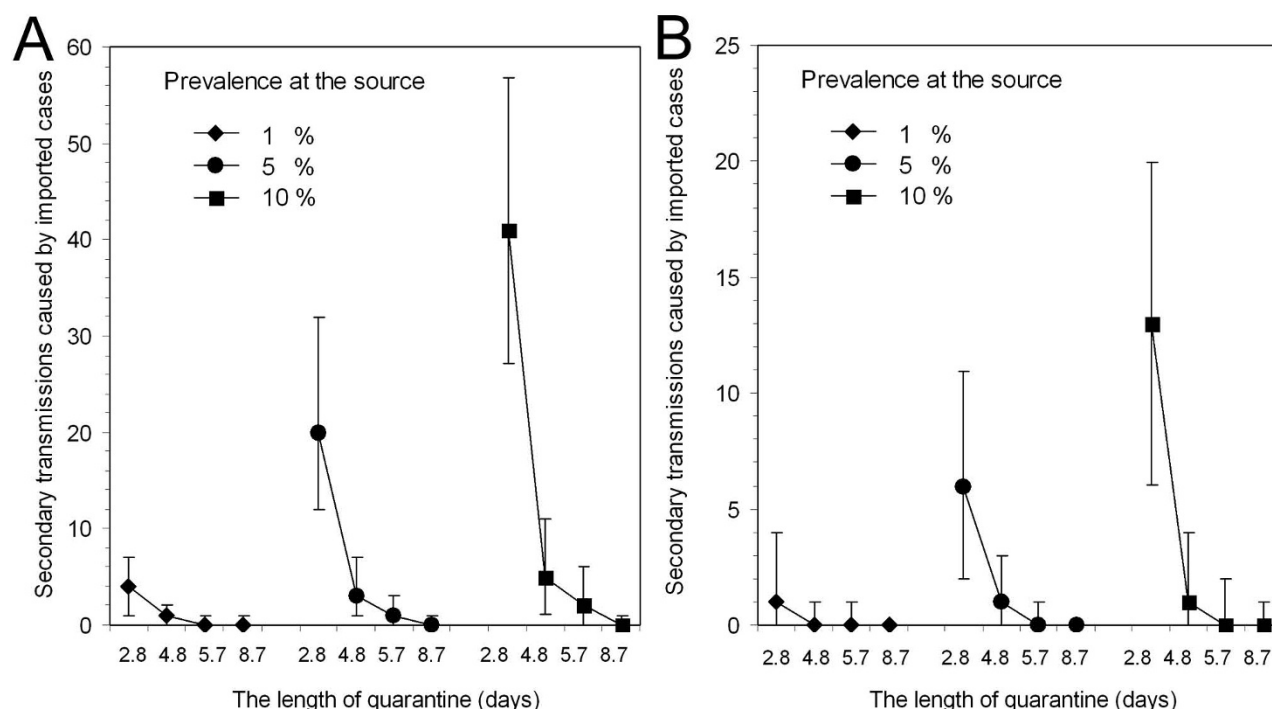 A
Secondary transmissions caused by imported cases
60
50
40
30
20
10
0
Prevalence at the source
1 %
5 %
10 %
2.8 4.8 5.7 8.7 2.8 4.8 5.7 8.7 2.8 4.8 5.7 8.7
The length of quarantine (days)
B
Secondary transmissions caused by imported cases
25
20
15
10
5
0
Prevalence at the source
1 %
5 %
10 %
2.8 4.8 5.7 8.7 2.8 4.8 5.7 8.7 2.8 4.8 5.7 8.7
The length of quarantine (days)